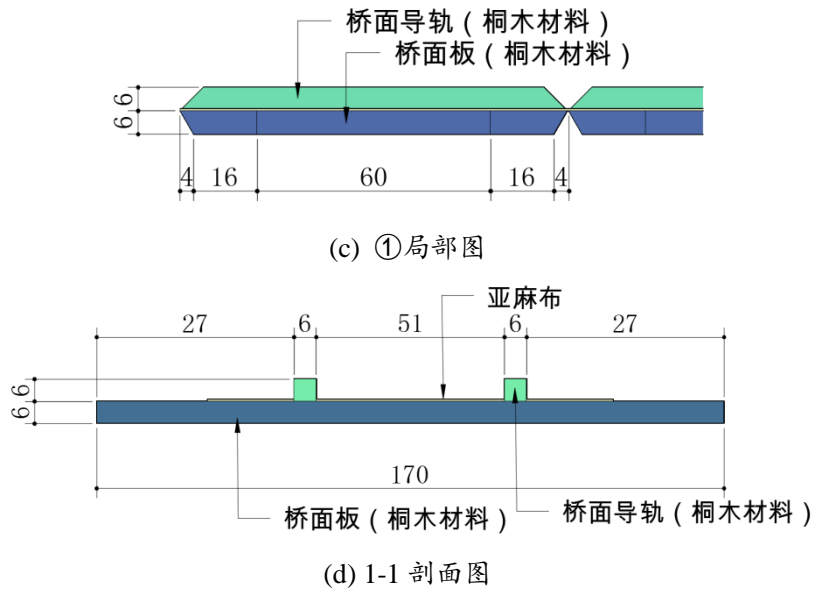 桥面导轨（桐木材料）
桥面板（桐木材料）
6
6
4 16 60 16 4
(c) ①局部图
亚麻布
27 6 51 6 27
6
6
170
桥面板（桐木材料）
桥面导轨（桐木材料）
(d) 1-1 剖面图